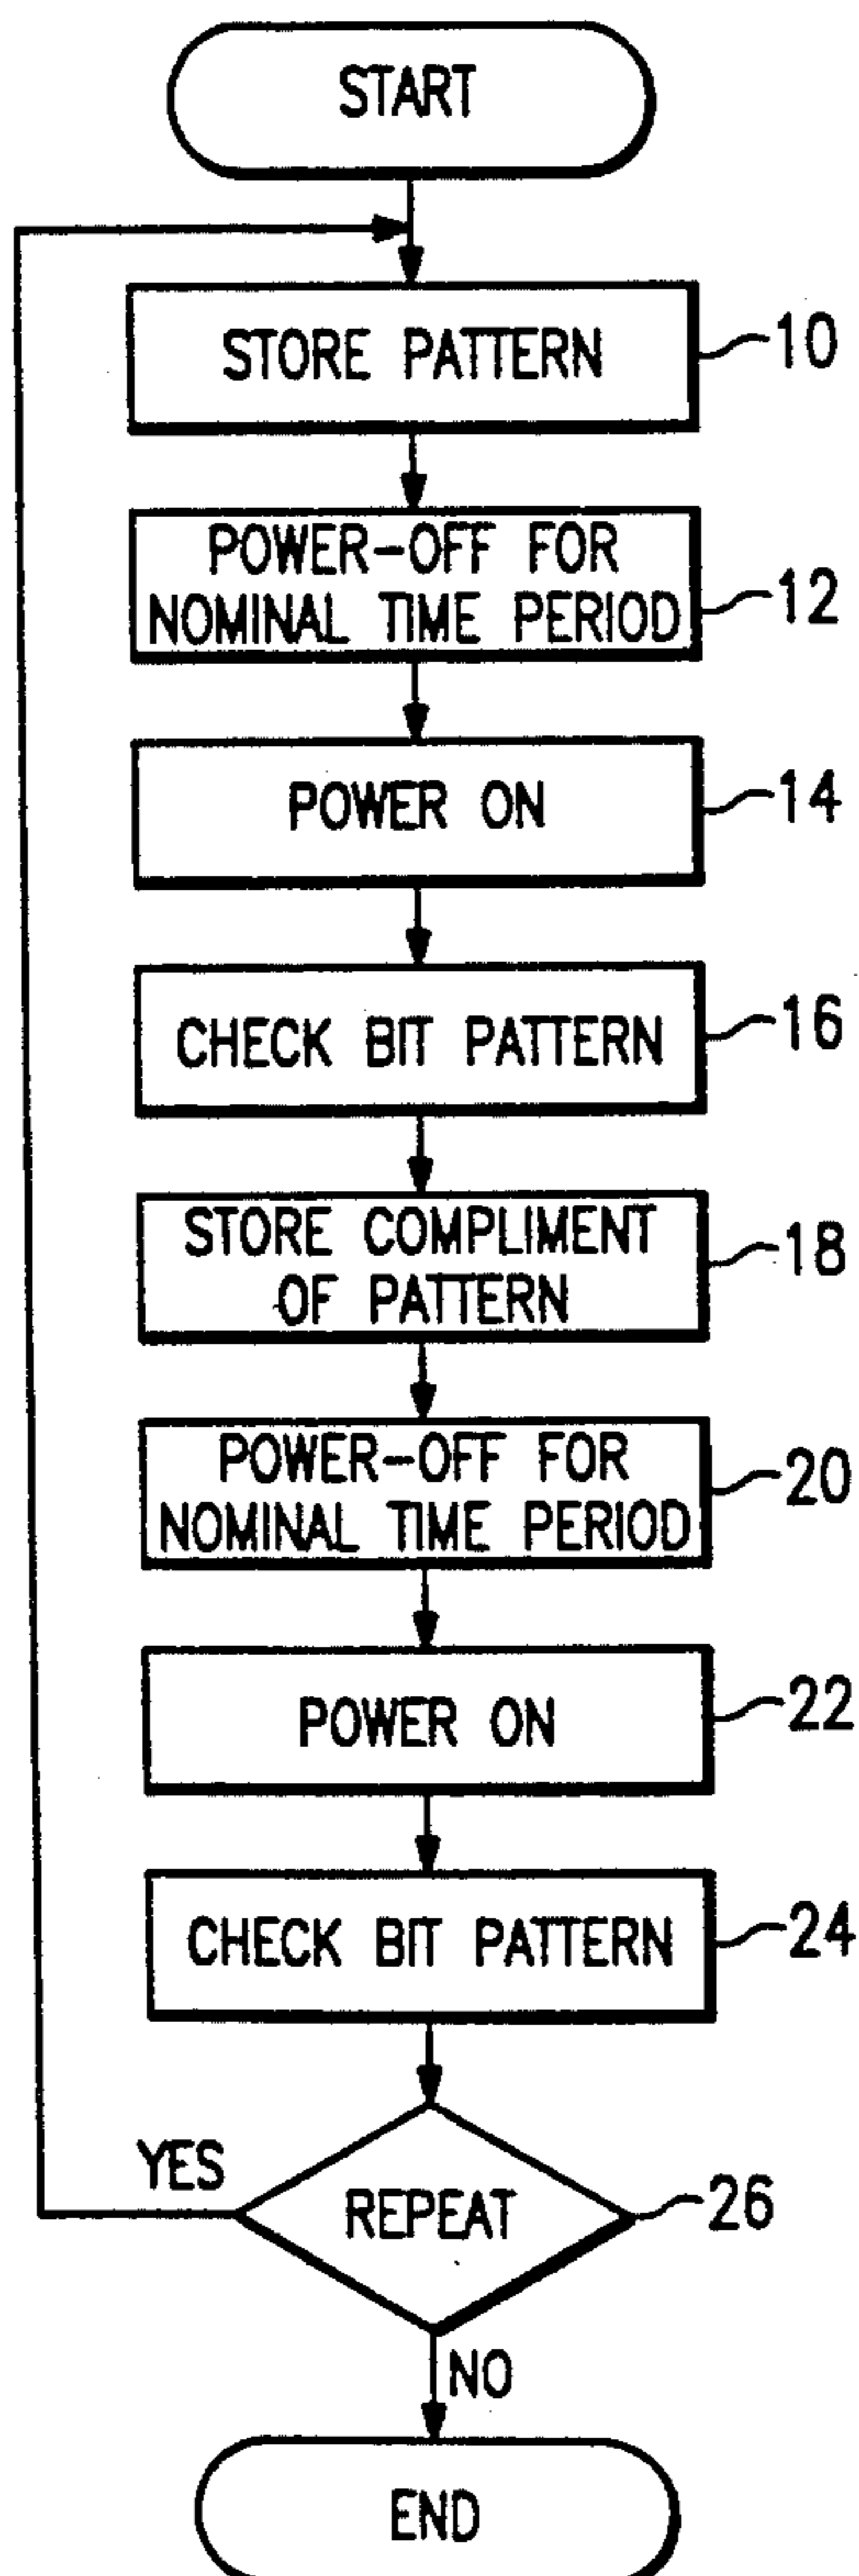 START
STORE PATTERN
10
POWER-OFF FOR
NOMINAL TIME PERIOD
12
POWER ON
14
CHECK BIT PATTERN
16
STORE COMPLIMENT
OF PATTERN
18
POWER-OFF FOR
NOMINAL TIME PERIOD
20
POWER ON
22
CHECK BIT PATTERN
24
YES
REPEAT
26
NO
END